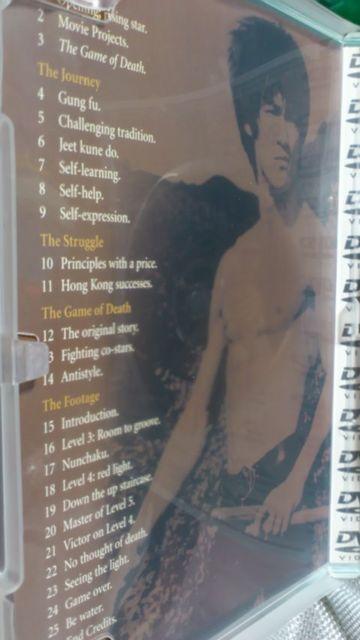 2 Movie Projects.
3 The Game of Death.
The Journey
4 Gung fu.
5 Challenging tradition.
6 Jeet kune do.
7 Self-learning.
8 Self-help.
9 Self-expression.
The Struggle
10 Principles with a price.
11 Hong Kong successes.
The Game of Death
12 The original story.
3 Fighting co-stars.
14 Antistyle.
The Footage
15 Introduction.
16 Level 3: Room to groove.
17 Nunchaku.
18 Level 4: red light.
19 Down the up staircase.
20 Master of Level 5.
21 Victor on Level 4.
22 No thought of death.
23 Seeing the light.
24 Game over.
25 Be water.
End Credits.